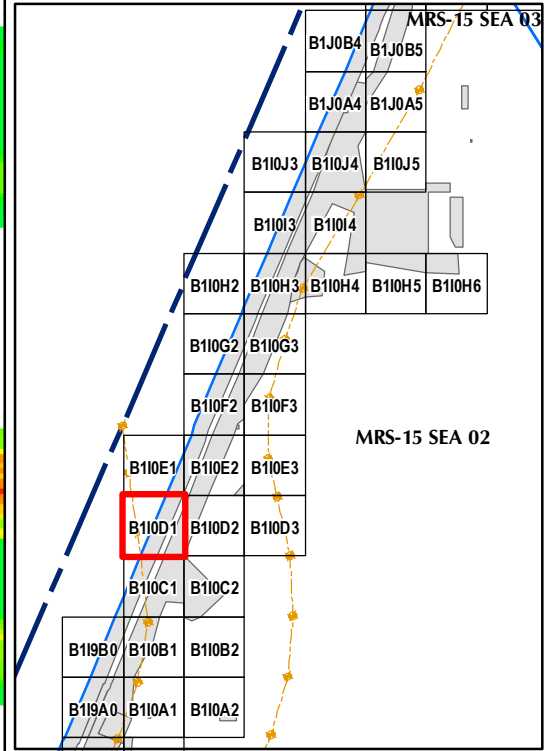 MRS-15 SEA 03
B1J0B4 B1J0B5
B1J0A4 B1J0A5
B1I0J3 B1I0J4 B1I0J5
B1I0I3 B1I0I4
B1I0H2 B1I0H3 B1I0H4 B1I0H5 B1I0H6
B1I0G2 B1I0G3
B1I0F2 B1I0F3
MRS-15 SEA 02
B1I0E1 B1I0E2 B1I0E3
B1I0D1 B1I0D2 B1I0D3
B1I0C1 B1I0C2
B1I9B0 B1I0B1 B1I0B2
B1I9A0 B1I0A1 B1I0A2